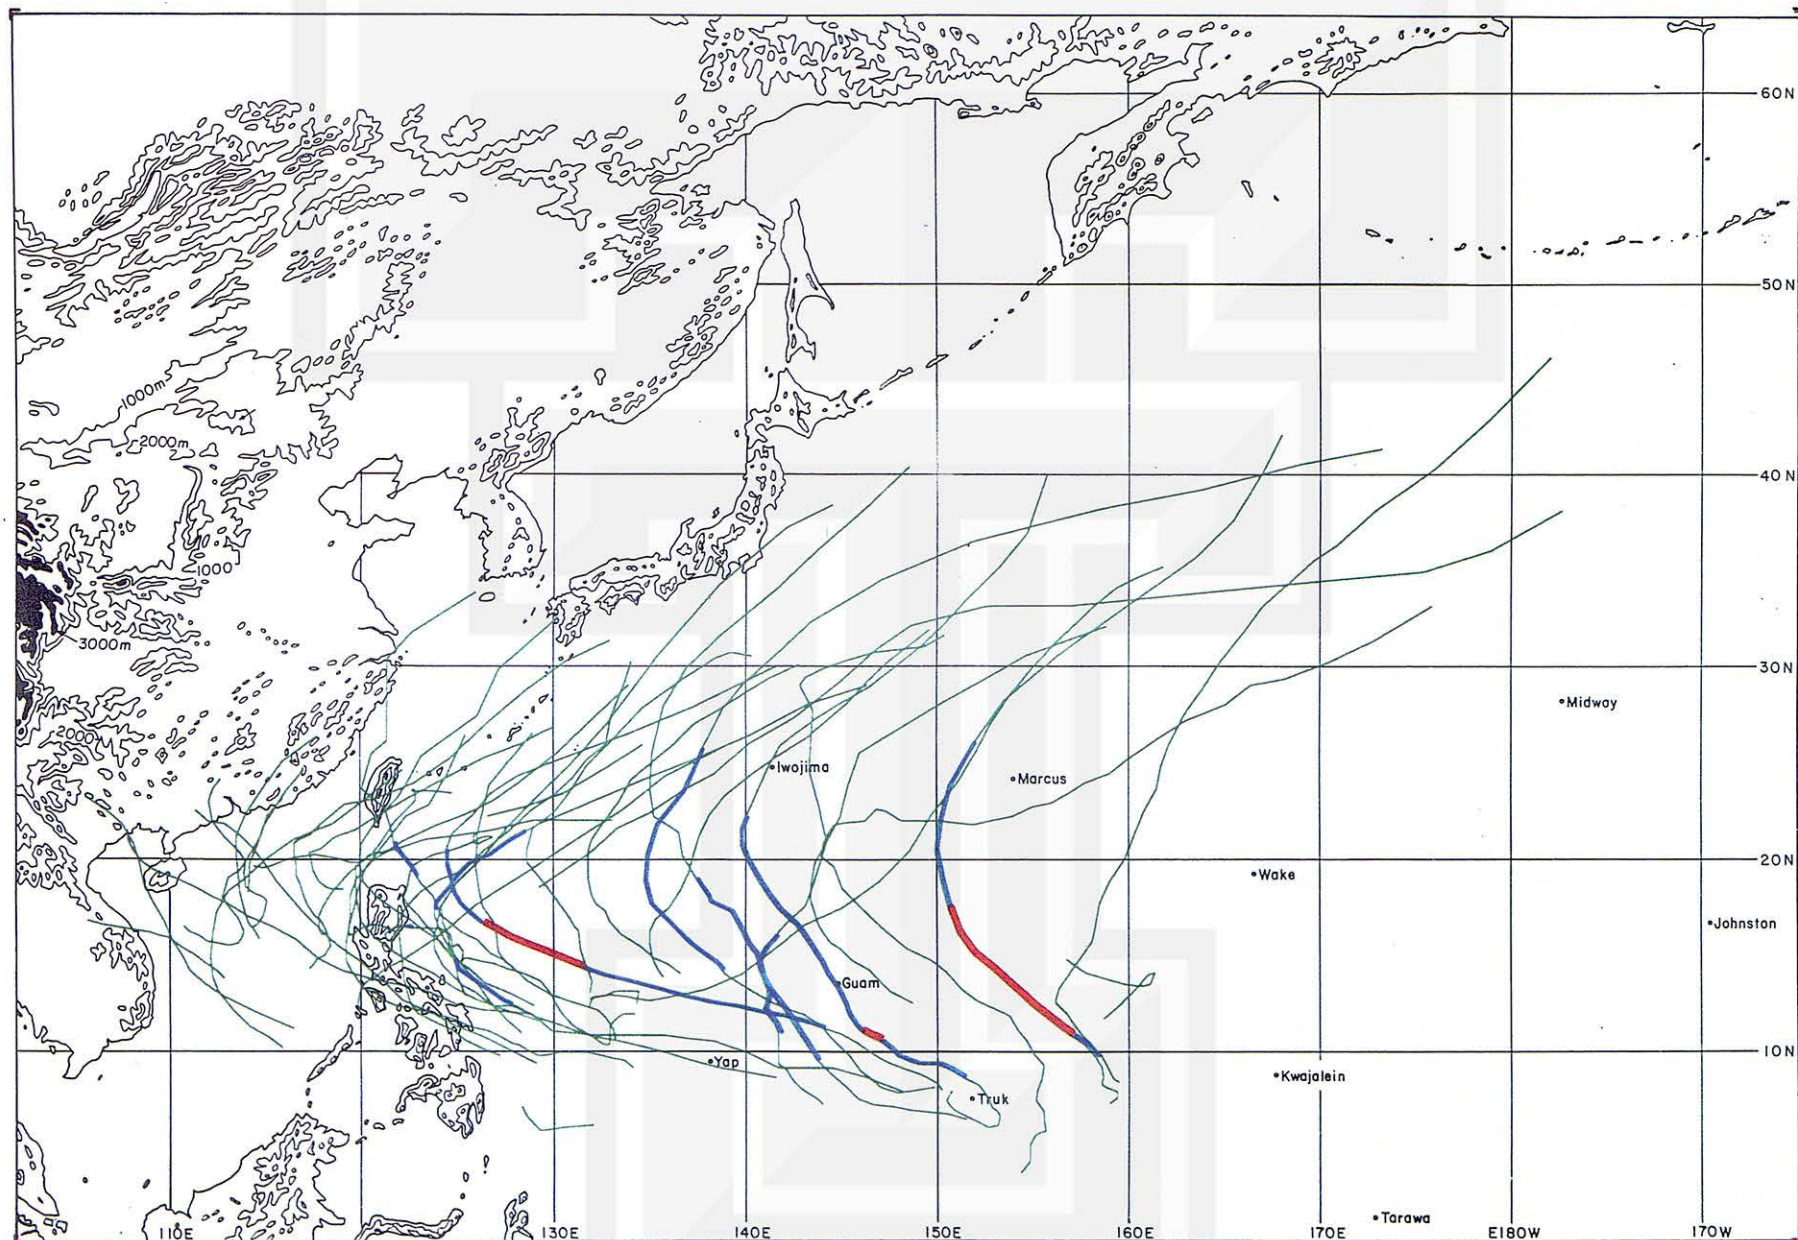 60N
50N
1000m
2000m
40N
1000
3000m
30N
Midway
2000
Iwojima
Marcus
20N
Wake
Johnston
Guam
10N
Yap
Kwajalein
Truk
Tarawa
110E
130E
140E
150E
160E
170E
E180W
170W